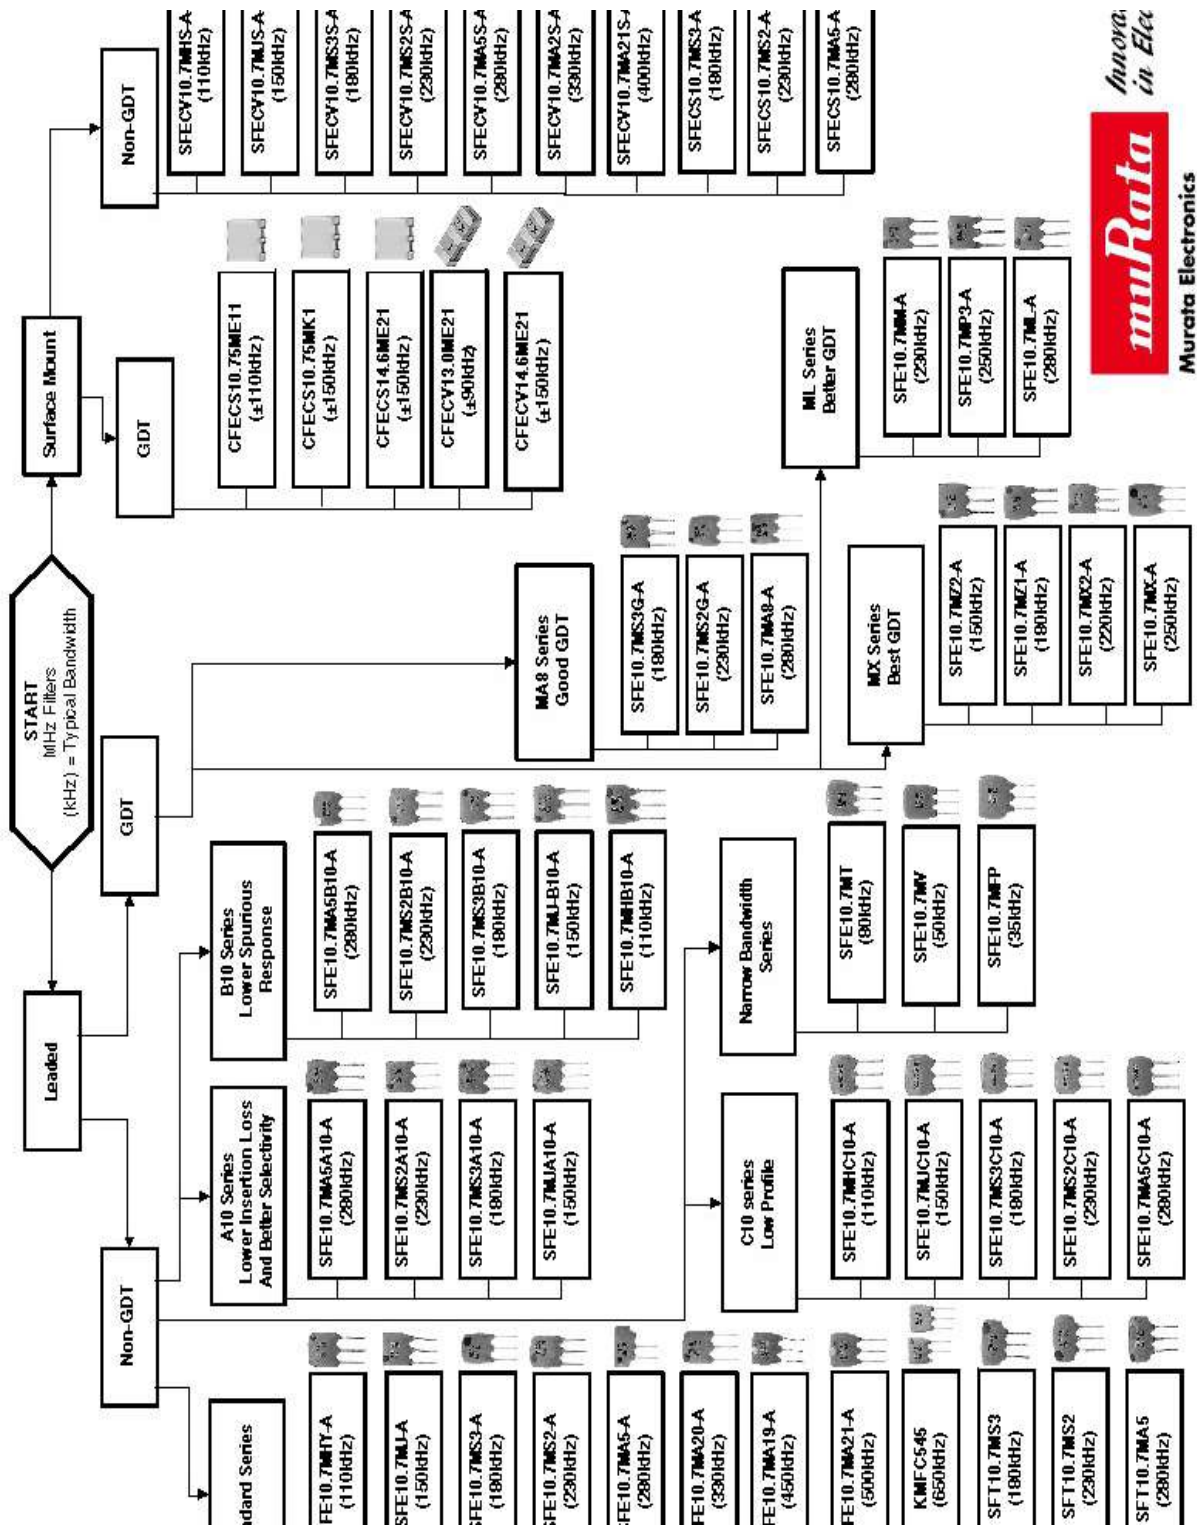 START
MHz Filters
(kHz) = Typical Bandwidth
Leaded
Surface Mount
Non-GDT
GDT
GDT
Non-GDT
A10 Series
Lower Insertion Loss
And Better Selectivity
B10 Series
Lower Spurious
Response
SFE10.7MA5A10-A
(280kHz)
SFE10.7MS2A10-A
(230kHz)
SFE10.7MS3A10-A
(180kHz)
SFE10.7MJA10-A
(150kHz)
SFE10.7MA5B10-A
(280kHz)
SFE10.7MS2B10-A
(230kHz)
SFE10.7MS3B10-A
(180kHz)
SFE10.7MJ-B10-A
(150kHz)
SFE10.7MHB10-A
(110kHz)
(110kHz)
(150kHz)
(180kHz)
SFE10.7MS2-A
(230kHz)
(280kHz)
(330kHz)
(450kHz)
(500kHz)
KMFC545
(650kHz)
SFT10.7MS3
(180kHz)
SFT10.7MS2
(230kHz)
SFT10.7MA5
(280kHz)
C10 series
Low Profile
SFE10.7MHC10-A
(110kHz)
SFE10.7MJC10-A
(150kHz)
SFE10.7MS3C10-A
(180kHz)
SFE10.7MS2C10-A
(230kHz)
SFE10.7MA5C10-A
(280kHz)
Narrow Bandwidth
Series
SFE10.7MT
(80kHz)
SFE10.7MV
(50kHz)
SFE10.7MFP
(35kHz)
MA8 Series
Good GDT
SFE10.7MS3G-A
(180kHz)
SFE10.7MS2G-A
(230kHz)
SFE10.7MA8-A
(280kHz)
MX Series
Best GDT
SFE10.7MZ2-A
(150kHz)
SFE10.7MZ1-A
(180kHz)
SFE10.7MX2-A
(220kHz)
SFE10.7MX-A
(250kHz)
ML Series
Better GDT
SFE10.7MM-A
(230kHz)
SFE10.7MP3-A
(250kHz)
SFE10.7ML-A
(280kHz)
CFECS10.75ME11
(±110kHz)
CFECS10.75MK1
(±150kHz)
CFECS14.6ME21
(±150kHz)
CFECV13.0ME21
(±90kHz)
CFECV14.6ME21
(±150kHz)
SFECV10.7MHS-A
(110kHz)
SFECV10.7MJS-A
(150kHz)
SFECV10.7MS3S-A
(180kHz)
SFECV10.7MS2S-A
(230kHz)
SFECV10.7MA5S-A
(280kHz)
SFECV10.7MA2S-A
(330kHz)
SFECV10.7MA21S-
(400kHz)
SFECS10.7MS3-A
(180kHz)
SFECS10.7MS2-A
(230kHz)
SFECS10.7MA5-A
(280kHz)
muRata
Murata Electronics
in